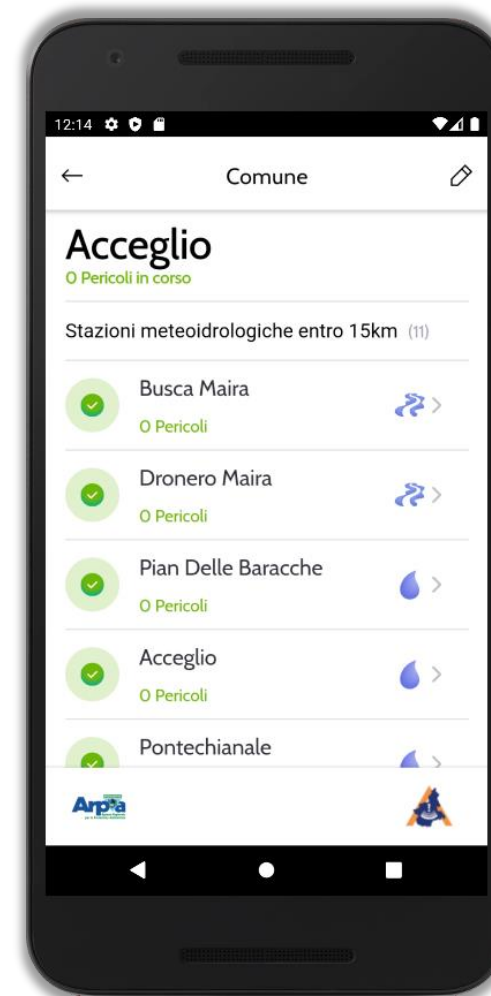 12:14
Comune
Acceglio
0 Pericoli in corso
Stazioni meteoidrologiche entro 15km (11)
Busca Maira
0 Pericoli
Dronero Maira
0 Pericoli
Pian Delle Baracche
0 Pericoli
Acceglio
0 Pericoli
Pontechianale
Arpa